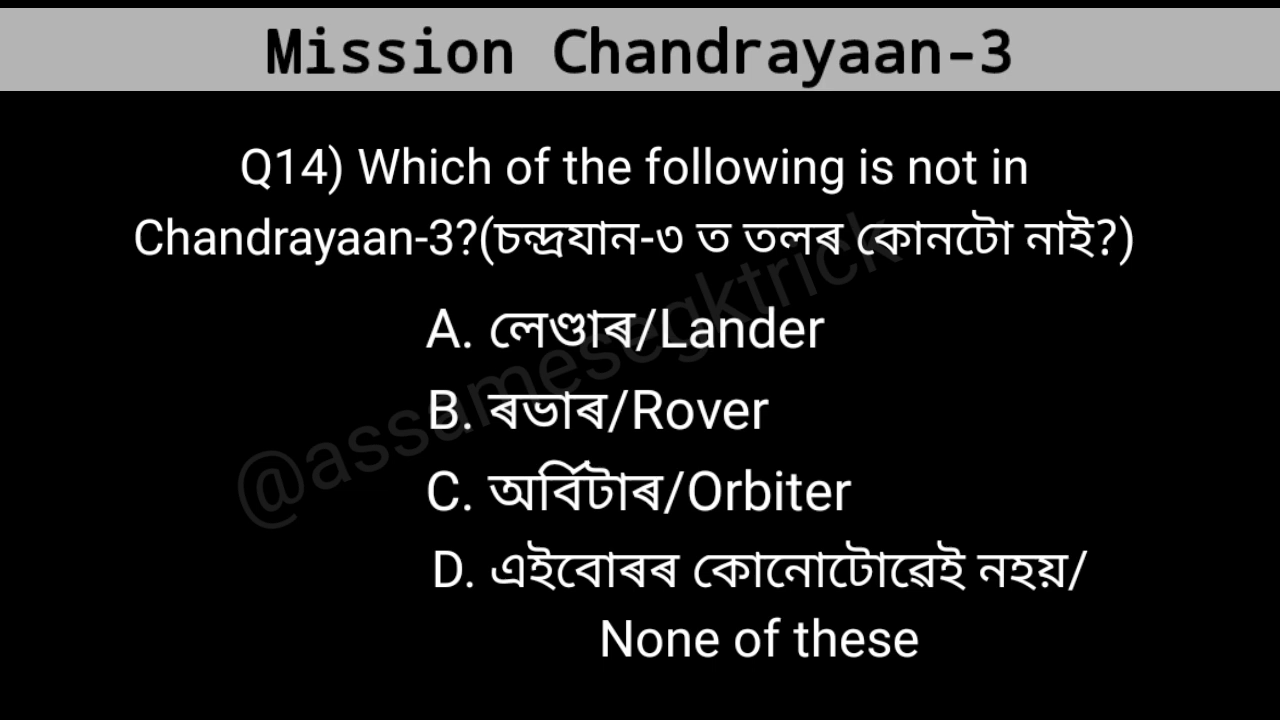 Mission Chandrayaan-3
Q14) Which of the following is not in
Chandrayaan-3?(চন্দ্ৰযান-৩ ত তলৰ কোনটো নাই?)
A. লেণ্ডাৰ/Lander
B. ৰভাৰ/Rover
C. অৰ্বিটাৰ/Orbiter
D. এইবোৰৰ কোনোটোৱেই নহয়/
None of these
@assamesegktrick